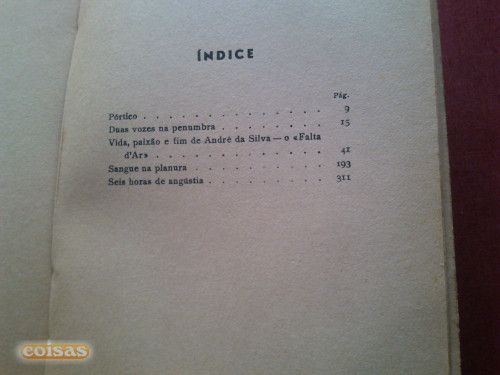 ÍNDICE
Pág.
Pórtico . . . . . . . . . . . . . . 9
Duas vozes na penumbra . . . . . . . . 15
Vida, paixão e fim de André da Silva — o «Falta
d'Ar» . . . . . . . . . . . . . 41
Sangue na planura . . . . . . . . . . 193
Seis horas de angústia . . . . . . . . . 311
coisas